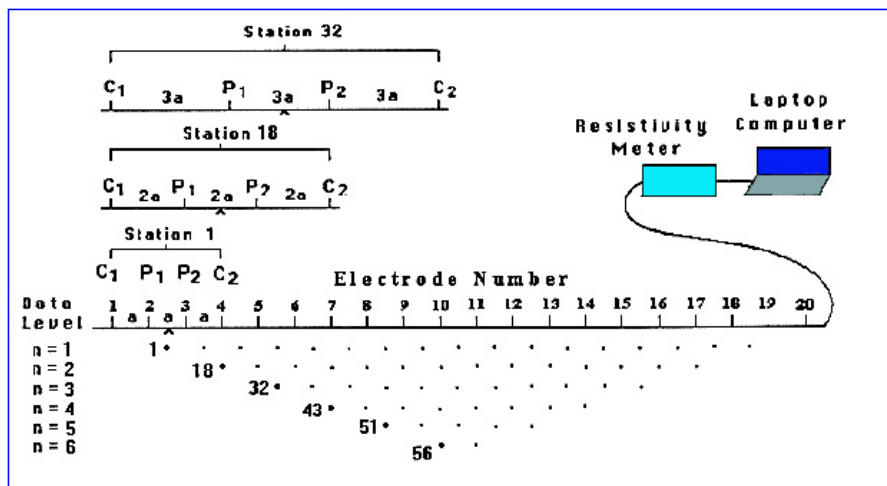 Station 32
C1 P1 P2 C2
3a 3a 3a
Station 18
C1 P1 P2 C2
2a 2a 2a
Station 1
C1 P1 P2 C2
Resistivity Meter
Laptop Computer
Electrode Number
Data Level
1 2 3 4 5 6 7 8 9 10 11 12 13 14 15 16 17 18 19 20
a a a
n = 1 1
n = 2 18
n = 3 32
n = 4 43
n = 5 51
n = 6 56